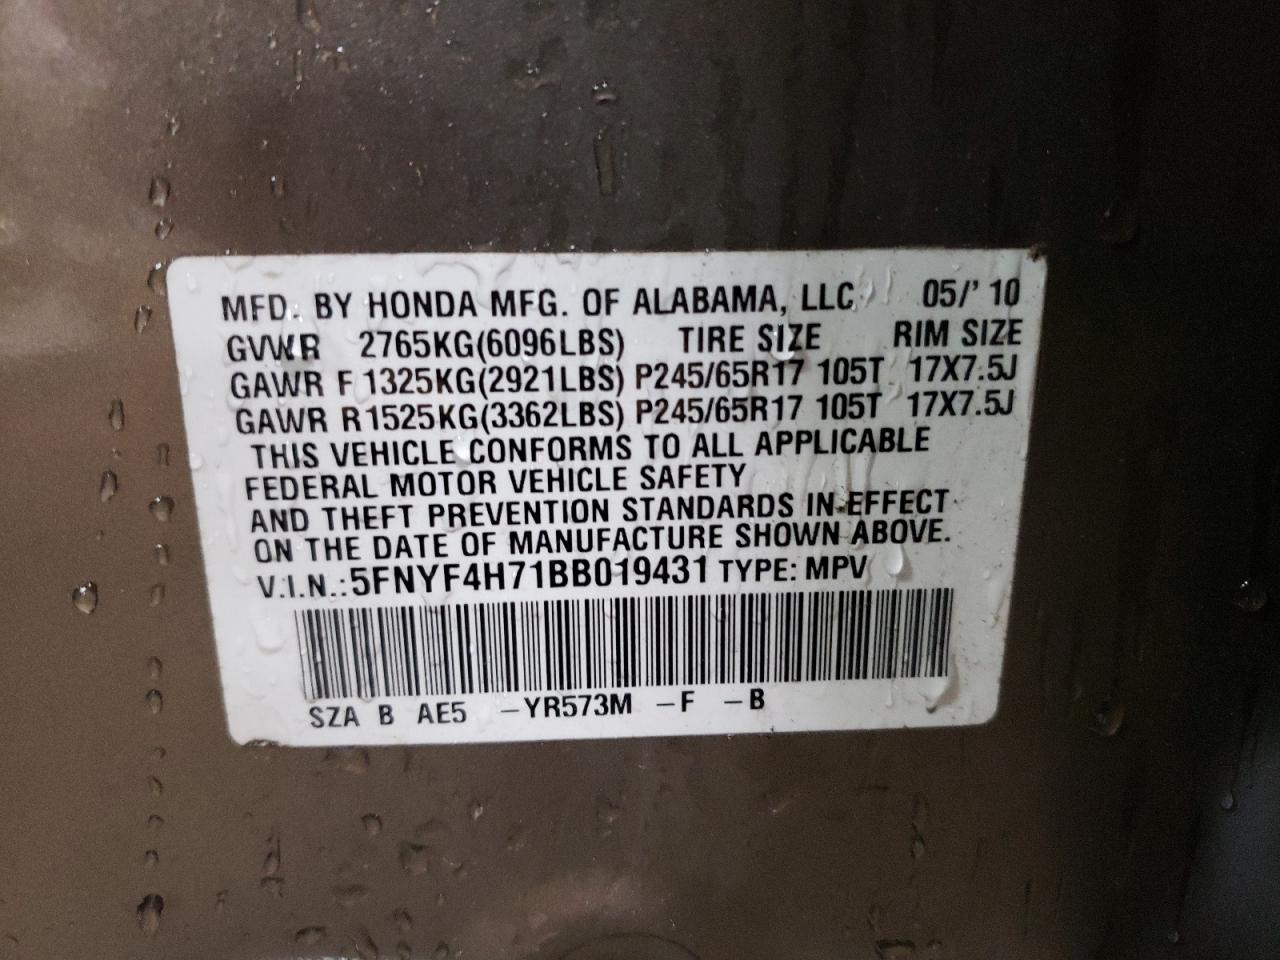 MFD. BY HONDA MFG. OF ALABAMA, LLC 05/' 10
GVWR 2765KG(6096LBS) TIRE SIZE RIM SIZE
GAWR F 1325KG(2921LBS) P245/65R17 105T 17X7.5J
GAWR R 1525KG(3362LBS) P245/65R17 105T 17X7.5J
THIS VEHICLE CONFORMS TO ALL APPLICABLE
FEDERAL MOTOR VEHICLE SAFETY
AND THEFT PREVENTION STANDARDS IN EFFECT
ON THE DATE OF MANUFACTURE SHOWN ABOVE.
V.I.N.:5FNYF4H71BB019431 TYPE: MPV
SZA B AE5 -YR573M -F -B